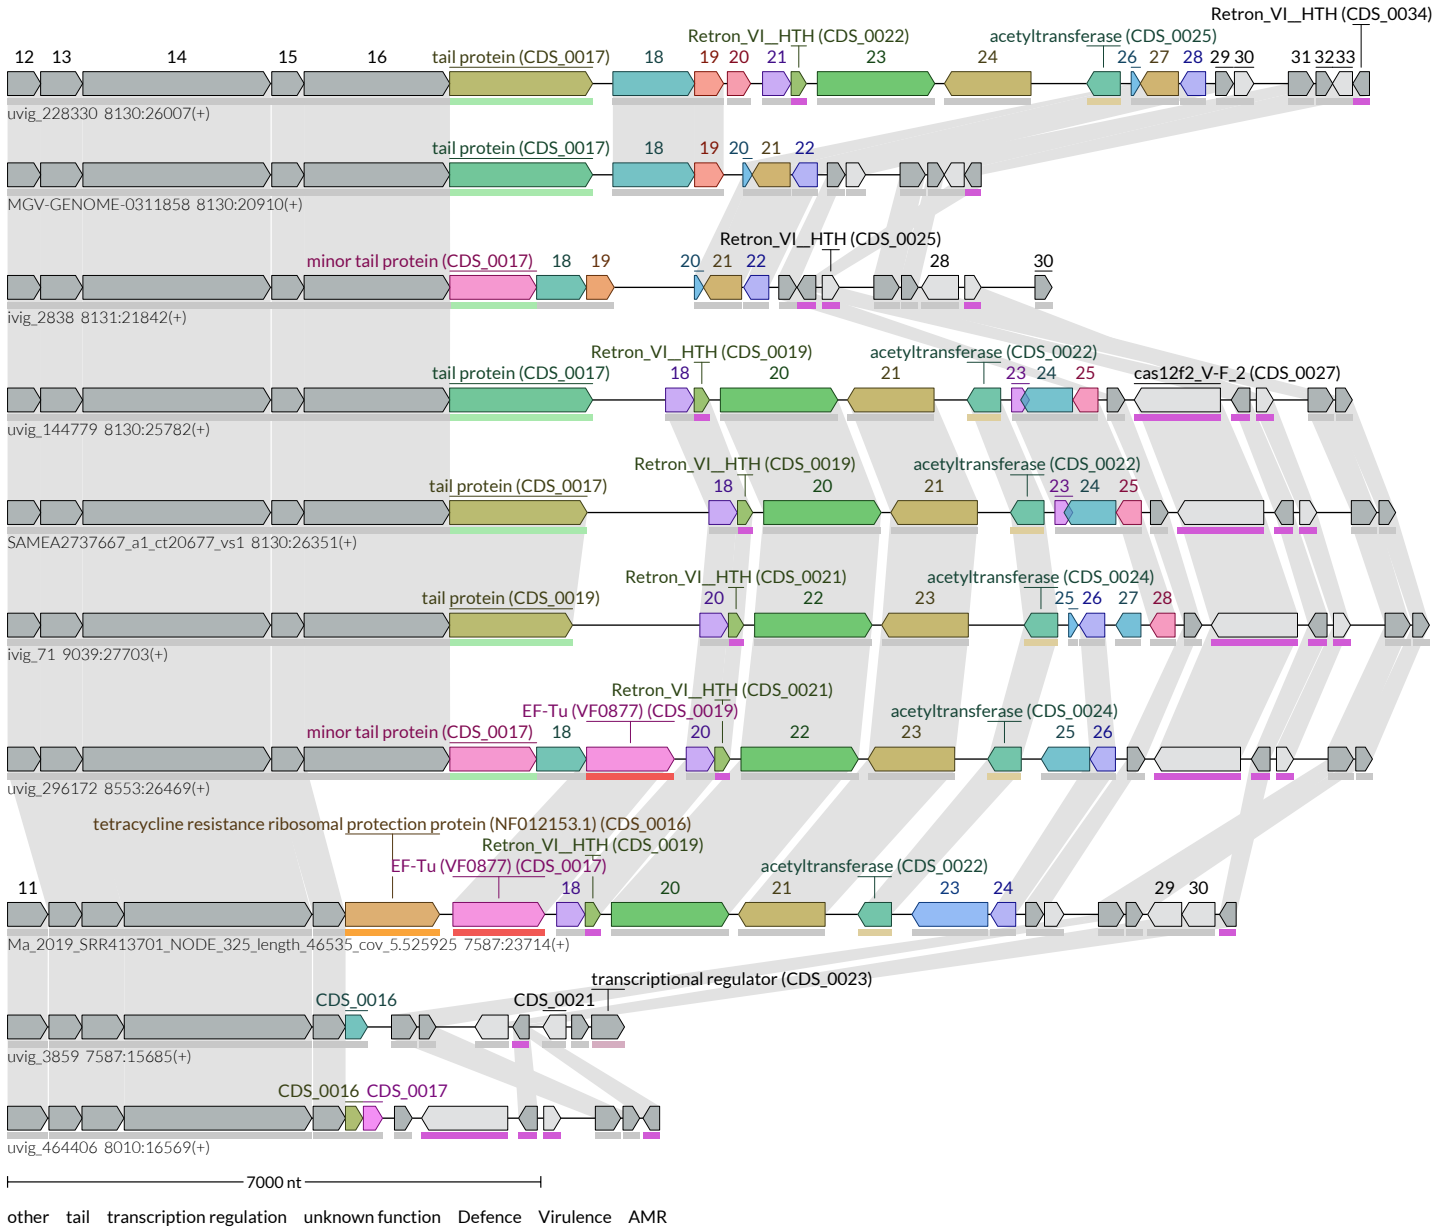 Retron_VI__HTH (CDS_0034)
Retron_VI__HTH (CDS_0022) acetyltransferase (CDS_0025)
12 13 14 15 16 tail protein (CDS_0017) 18 19 20 21 23 24 26 27 28 29 30 31 32 33
uvig_228330 8130:26007(+)
tail protein (CDS_0017) 18 19 20 21 22
MGV-GENOME-0311858 8130:20910(+)
Retron_VI__HTH (CDS_0025)
minor tail protein (CDS_0017) 18 19 20 21 22 28 30
ivig_2838 8131:21842(+)
Retron_VI__HTH (CDS_0019) acetyltransferase (CDS_0022)
tail protein (CDS_0017) 18 20 21 23 24 25 cas12f2_V-F_2 (CDS_0027)
uvig_144779 8130:25782(+)
Retron_VI__HTH (CDS_0019) acetyltransferase (CDS_0022)
tail protein (CDS_0017) 18 20 21 23 24 25
SAMEA2737667_a1_ct20677_vs1 8130:26351(+)
Retron_VI__HTH (CDS_0021) acetyltransferase (CDS_0024)
tail protein (CDS_0019) 20 22 23 25 26 27 28
ivig_71 9039:27703(+)
Retron_VI__HTH (CDS_0021)
EF-Tu (VF0877) (CDS_0019) acetyltransferase (CDS_0024)
minor tail protein (CDS_0017) 18 20 22 23 25 26
uvig_296172 8553:26469(+)
tetracycline resistance ribosomal protection protein (NF012153.1) (CDS_0016)
Retron_VI__HTH (CDS_0019)
EF-Tu (VF0877) (CDS_0017) acetyltransferase (CDS_0022)
11 18 20 21 23 24 29 30
Ma_2019_SRR413701_NODE_325_length_46535_cov_5.525925 7587:23714(+)
transcriptional regulator (CDS_0023)
CDS_0016 CDS_0021
uvig_3859 7587:15685(+)
CDS_0016 CDS_0017
uvig_464406 8010:16569(+)
7000 nt
other tail transcription regulation unknown function Defence Virulence AMR